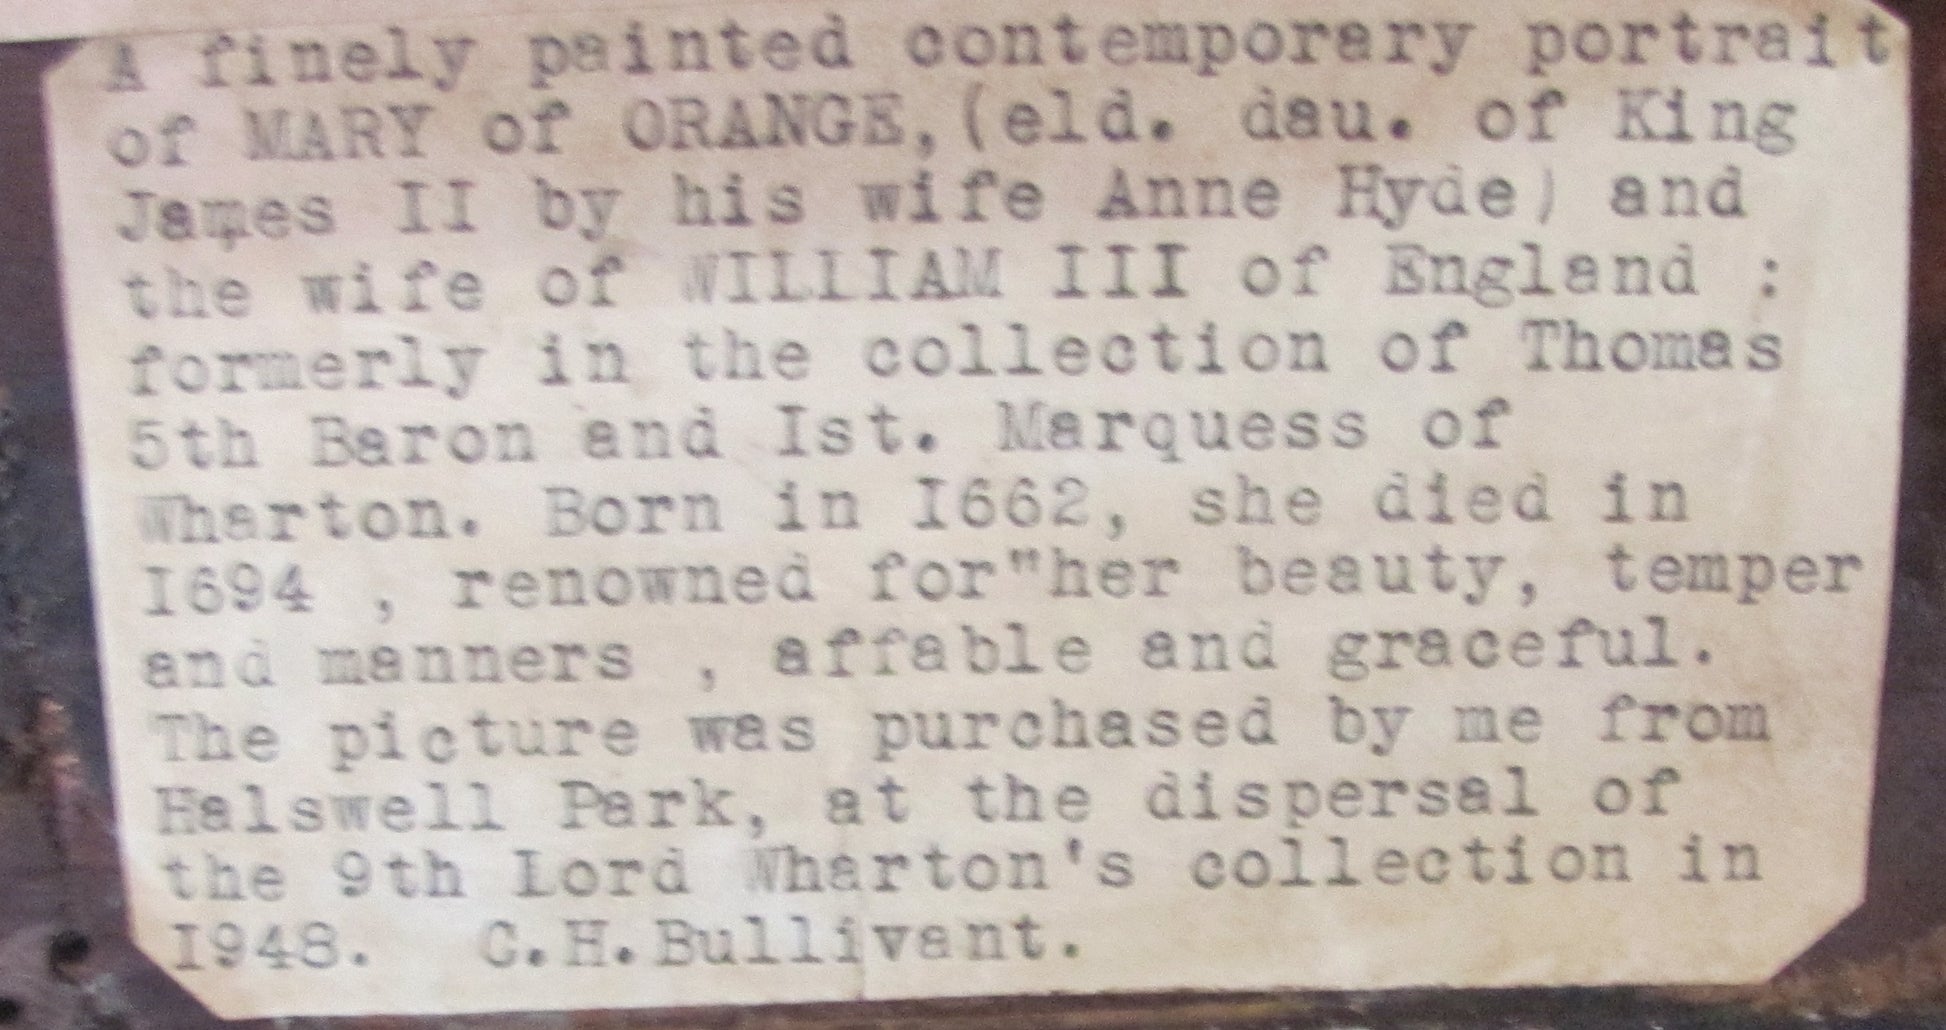 A finely painted contemporary portrait
of MARY of ORANGE,(eld. dau. of King
James II by his wife Anne Hyde) and
the wife of WILLIAM III of England :
formerly in the collection of Thomas
5th Baron and Ist. Marquess of
Wharton. Born in I662, she died in
I694 , renowned for"her beauty, temper
and manners , affable and graceful.
The picture was purchased by me from
Halswell Park, at the dispersal of
the 9th Lord Wharton's collection in
I948. C.H.Bullivant.